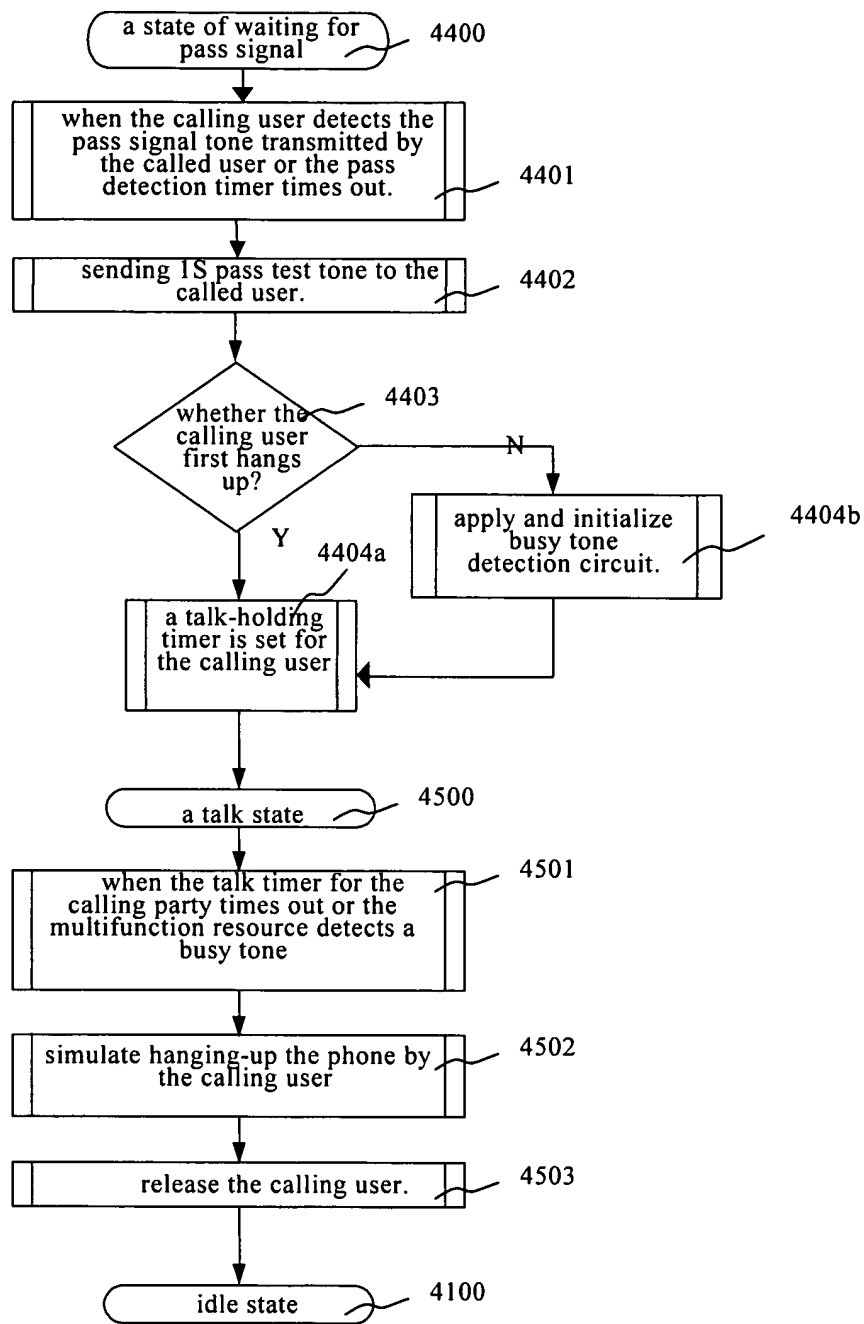 a state of waiting for
pass signal
4400
when the calling user detects the
pass signal tone transmitted by
the called user or the pass
detection timer times out.
4401
sending 1S pass test tone to the
called user.
4402
4403
whether the
calling user
first hangs
up?
N
Y
apply and initialize
busy tone
detection circuit.
4404b
4404a
a talk-holding
timer is set for
the calling user
4500
a talk state
4501
when the talk timer for the
calling party times out or the
multifunction resource detects a
busy tone
4502
simulate hanging-up the phone by
the calling user
4503
release the calling user.
idle state
4100